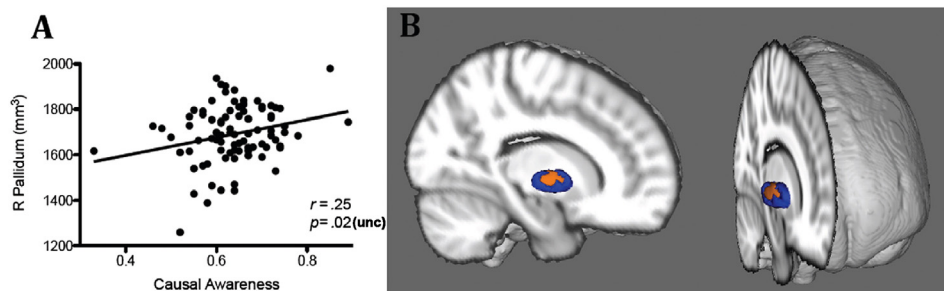 A
2000
1800
1600
1400
1200
R Pallidum (mm³)
r = .25
p= .02(unc)
0.4
0.6
0.8
Causal Awareness
B